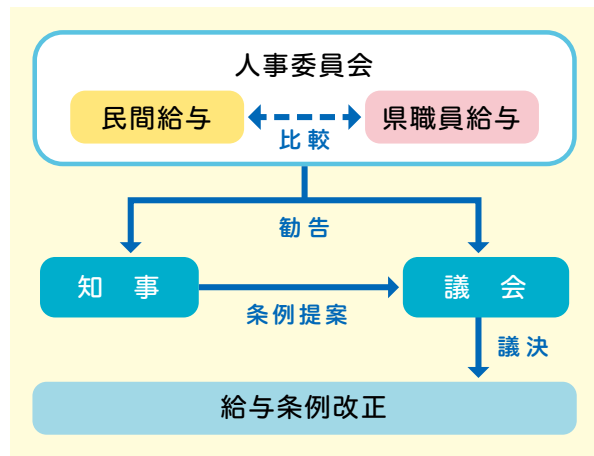 人事委員会
民間給与
県職員給与
比較
勧告
知 事
議 会
条例提案
議決
給与条例改正